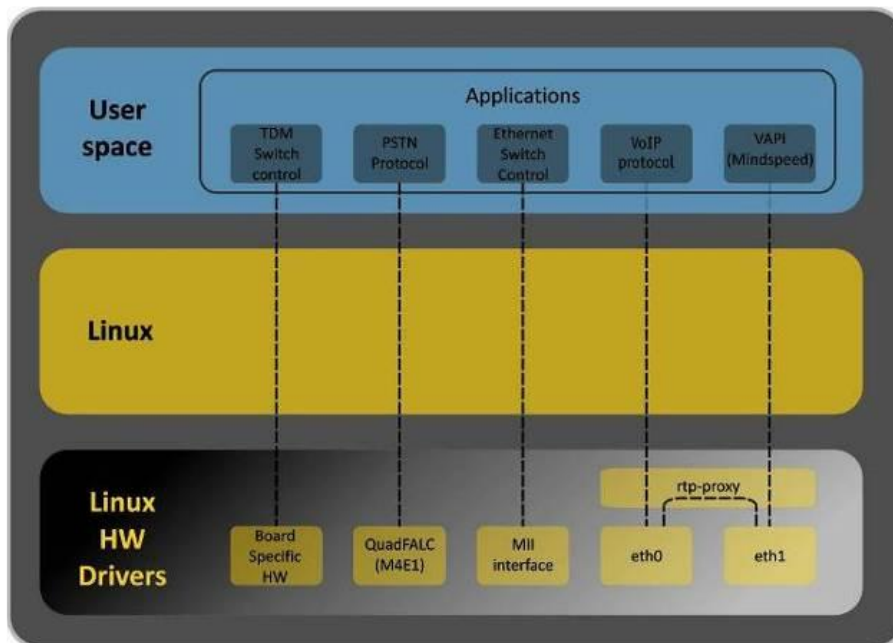 User
space
Applications
TDM
Switch
control
PSTN
Protocol
Ethernet
Switch
Control
VoIP
protocol
VAPI
(Mindspeed)
Linux
Linux
HW
Drivers
rtp-proxy
Board
Specific
HW
QuadFALC
(M4E1)
MII
interface
eth0
eth1